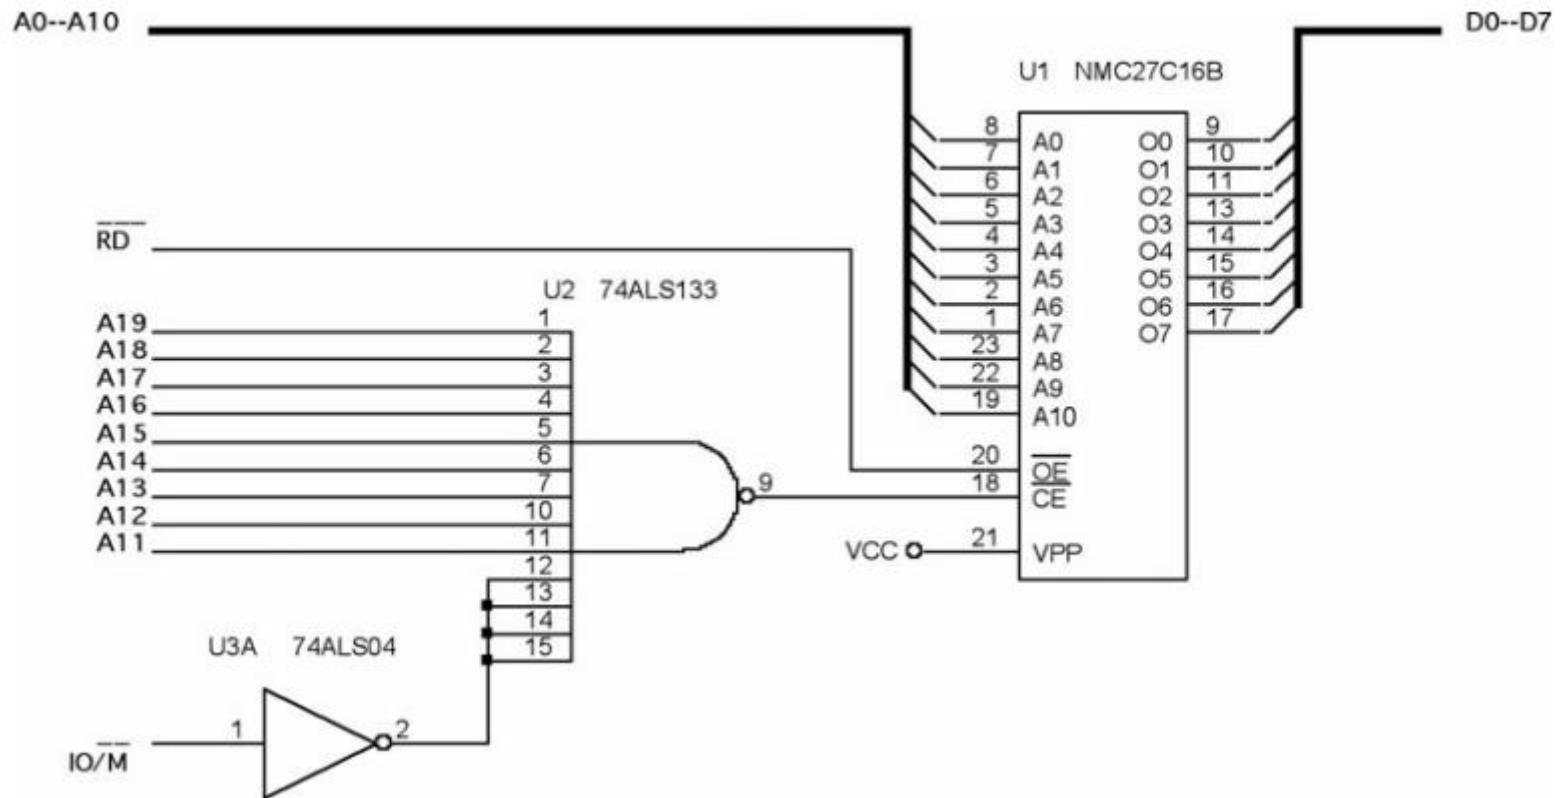 A0--A10
D0--D7
U1 NMC27C16B
8 A0 O0 9
7 A1 O1 10
6 A2 O2 11
5 A3 O3 13
4 A4 O4 14
3 A5 O5 15
2 A6 O6 16
1 A7 O7 17
23 A8
22 A9
19 A10
RD
20 OE
18 CE
VCC 21 VPP
U2 74ALS133
A19 1
A18 2
A17 3
A16 4
A15 5
A14 6
A13 7
A12 10
A11 11
12
13
14
15
9
U3A 74ALS04
1 2
IO/M